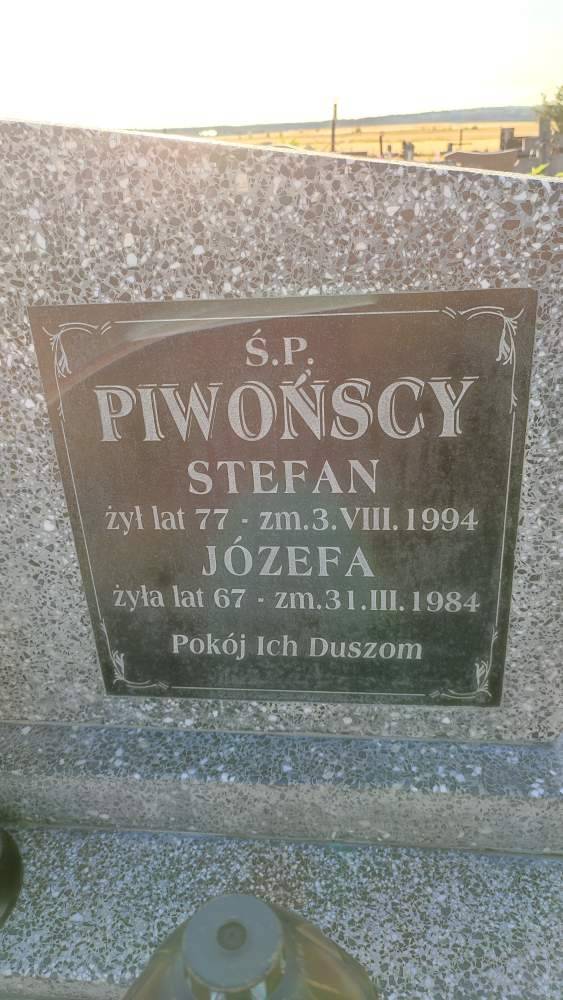 Ś.P.
PIWOŃSCY
STEFAN
żył lat 77 - zm.3.VIII.1994
JÓZEFA
żyła lat 67 - zm.31.III.1984
Pokój Ich Duszom